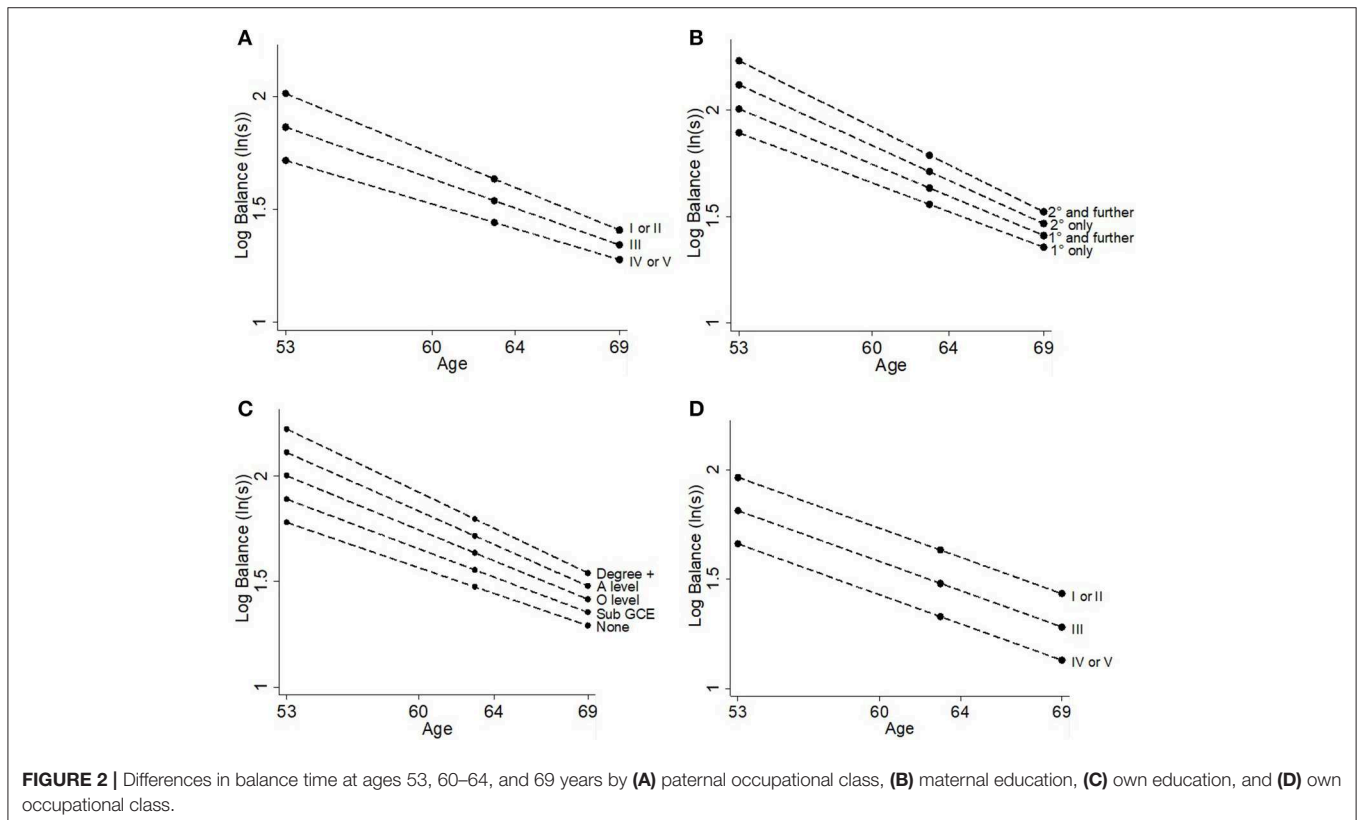 A
Log Balance (ln(s))
2
1.5
1
I or II
III
IV or V
53 60 64 69
Age
B
Log Balance (ln(s))
2
1.5
1
2° and further
2° only
1° and further
1° only
53 60 64 69
Age
C
Log Balance (ln(s))
2
1.5
1
Degree +
A level
O level
Sub GCE
None
53 60 64 69
Age
D
Log Balance (ln(s))
2
1.5
1
I or II
III
IV or V
53 60 64 69
Age
FIGURE 2 | Differences in balance time at ages 53, 60–64, and 69 years by (A) paternal occupational class, (B) maternal education, (C) own education, and (D) own
occupational class.